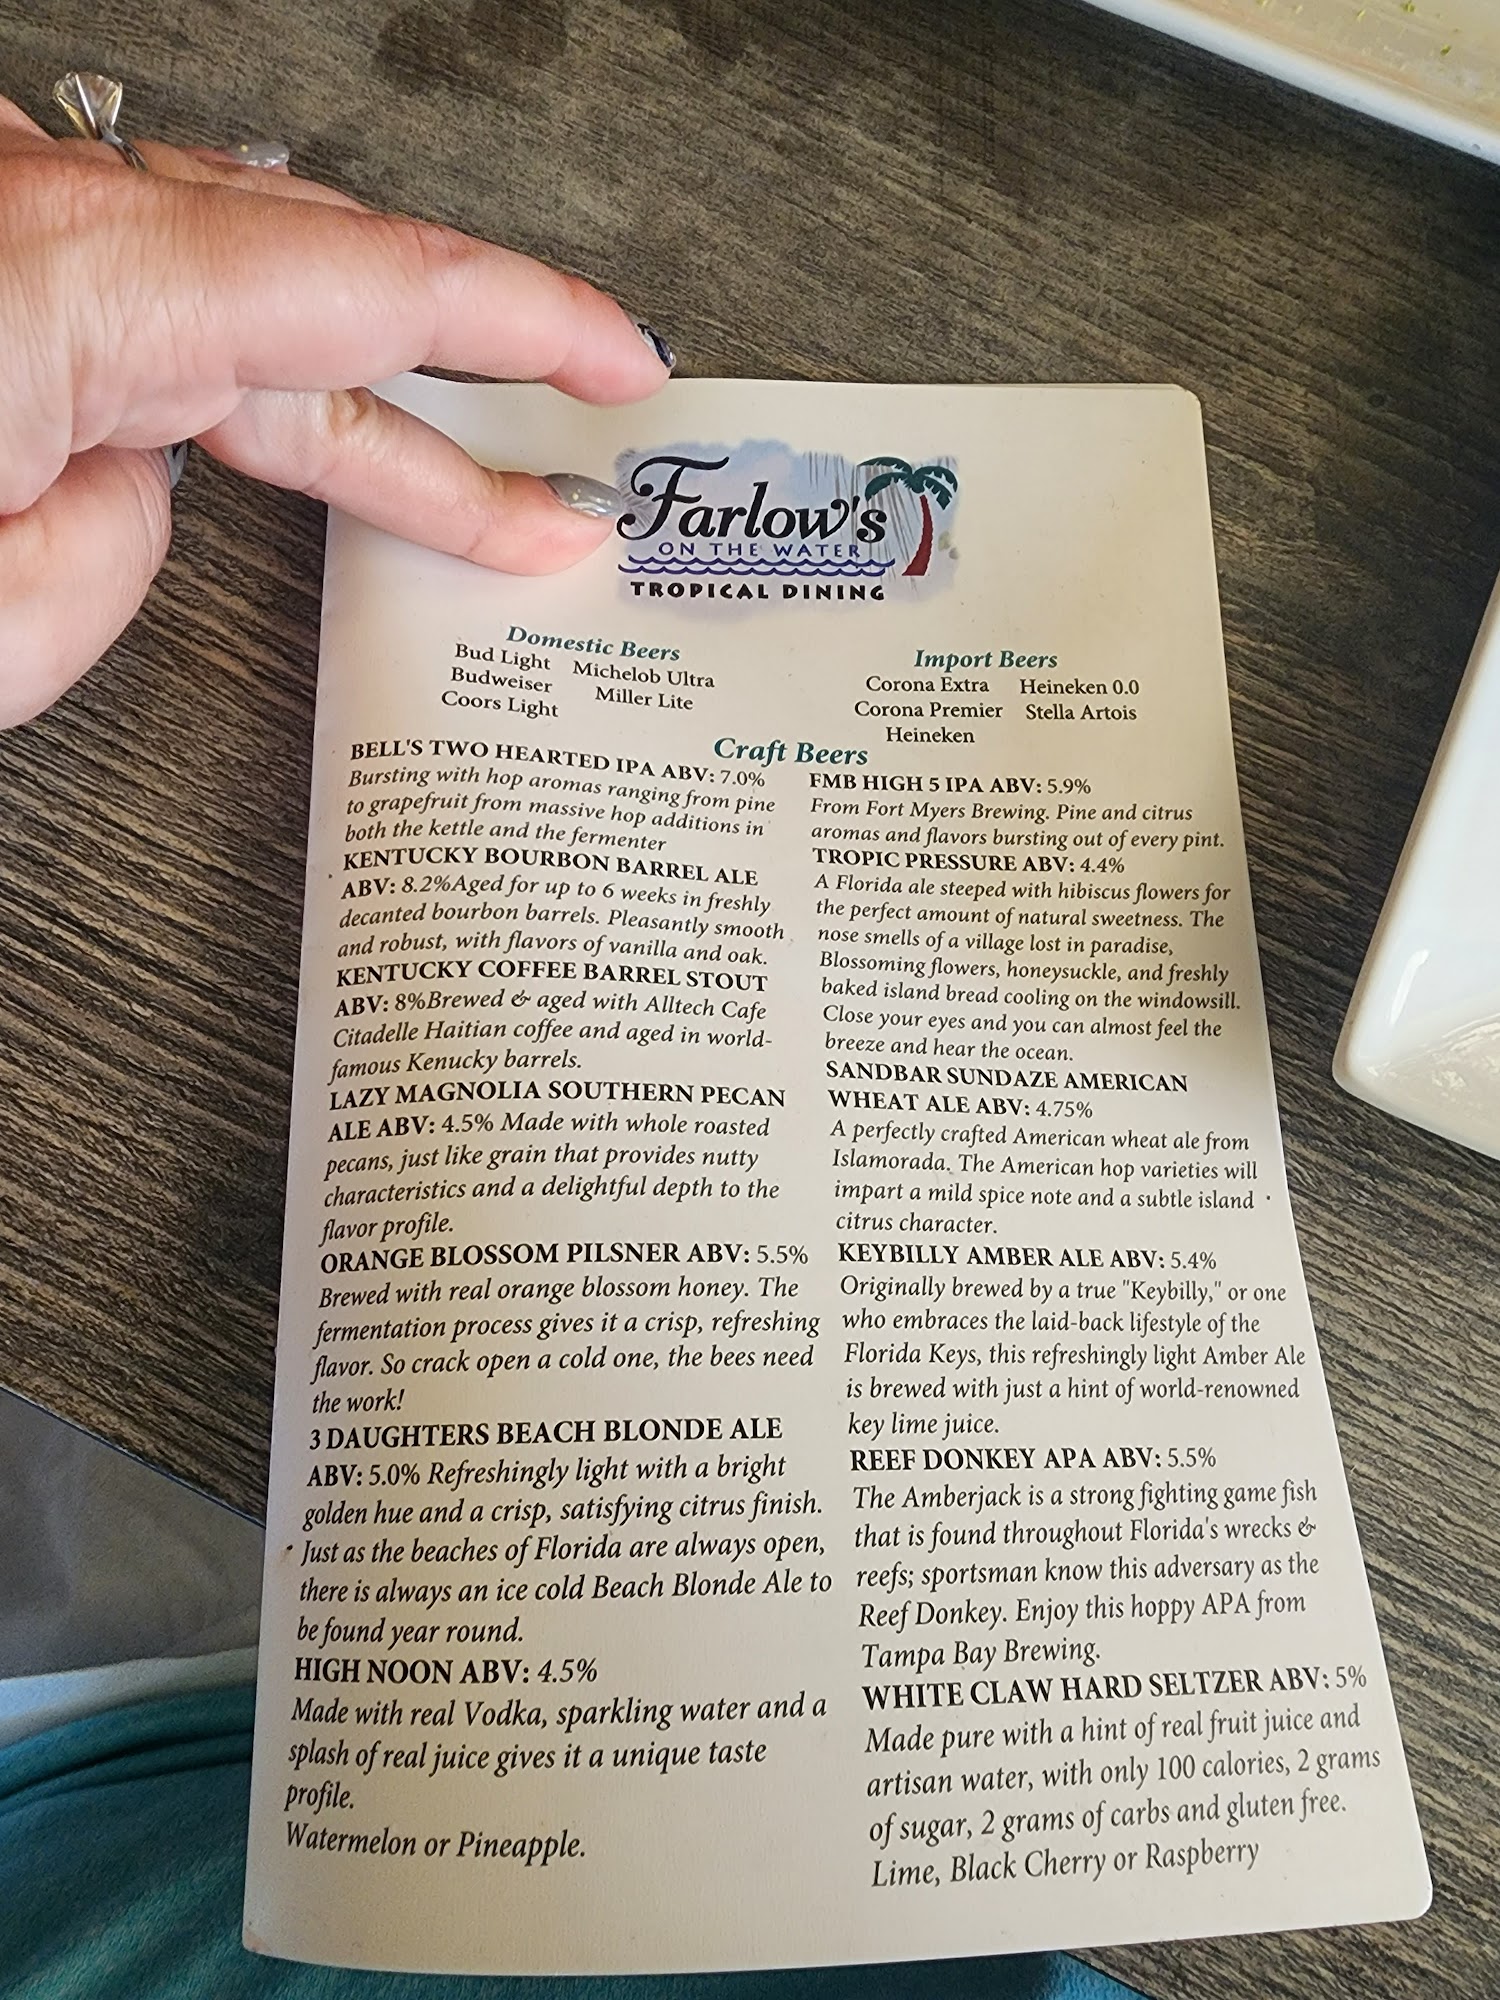 Farlow's
ON THE WATER
TROPICAL DINING
Domestic Beers
Bud Light Michelob Ultra
Budweiser Miller Lite
Coors Light
Import Beers
Corona Extra Heineken 0.0
Corona Premier Stella Artois
Heineken
Craft Beers
BELL'S TWO HEARTED IPA ABV: 7.0%
Bursting with hop aromas ranging from pine
to grapefruit from massive hop additions in
both the kettle and the fermenter
KENTUCKY BOURBON BARREL ALE
ABV: 8.2%Aged for up to 6 weeks in freshly
decanted bourbon barrels. Pleasantly smooth
and robust, with flavors of vanilla and oak.
KENTUCKY COFFEE BARREL STOUT
ABV: 8%Brewed & aged with Alltech Cafe
Citadelle Haitian coffee and aged in world-
famous Kenucky barrels.
LAZY MAGNOLIA SOUTHERN PECAN
ALE ABV: 4.5% Made with whole roasted
pecans, just like grain that provides nutty
characteristics and a delightful depth to the
flavor profile.
ORANGE BLOSSOM PILSNER ABV: 5.5%
Brewed with real orange blossom honey. The
fermentation process gives it a crisp, refreshing
flavor. So crack open a cold one, the bees need
the work!
3 DAUGHTERS BEACH BLONDE ALE
ABV: 5.0% Refreshingly light with a bright
golden hue and a crisp, satisfying citrus finish.
Just as the beaches of Florida are always open,
there is always an ice cold Beach Blonde Ale to
be found year round.
HIGH NOON ABV: 4.5%
Made with real Vodka, sparkling water and a
splash of real juice gives it a unique taste
profile.
Watermelon or Pineapple.
FMB HIGH 5 IPA ABV: 5.9%
From Fort Myers Brewing. Pine and citrus
aromas and flavors bursting out of every pint.
TROPIC PRESSURE ABV: 4.4%
A Florida ale steeped with hibiscus flowers for
the perfect amount of natural sweetness. The
nose smells of a village lost in paradise,
Blossoming flowers, honeysuckle, and freshly
baked island bread cooling on the windowsill.
Close your eyes and you can almost feel the
breeze and hear the ocean.
SANDBAR SUNDAZE AMERICAN
WHEAT ALE ABV: 4.75%
A perfectly crafted American wheat ale from
Islamorada. The American hop varieties will
impart a mild spice note and a subtle island
citrus character.
KEYBILLY AMBER ALE ABV: 5.4%
Originally brewed by a true "Keybilly," or one
who embraces the laid-back lifestyle of the
Florida Keys, this refreshingly light Amber Ale
is brewed with just a hint of world-renowned
key lime juice.
REEF DONKEY APA ABV: 5.5%
The Amberjack is a strong fighting game fish
that is found throughout Florida's wrecks &
reefs; sportsman know this adversary as the
Reef Donkey. Enjoy this hoppy APA from
Tampa Bay Brewing.
WHITE CLAW HARD SELTZER ABV: 5%
Made pure with a hint of real fruit juice and
artisan water, with only 100 calories, 2 grams
of sugar, 2 grams of carbs and gluten free.
Lime, Black Cherry or Raspberry